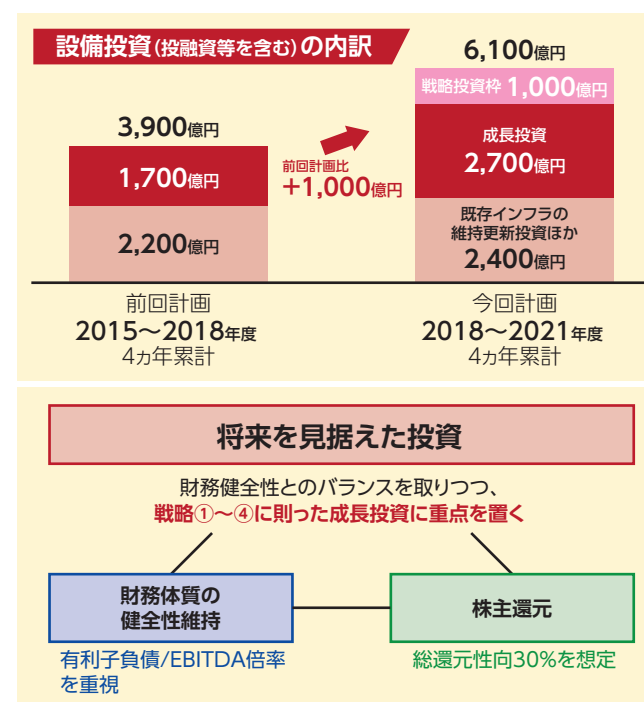 設備投資(投融資等を含む)の内訳
6,100億円
戦略投資枠 1,000億円
3,900億円
成長投資
2,700億円
1,700億円
前回計画比
+1,000億円
2,200億円
既存インフラの
維持更新投資ほか
2,400億円
前回計画
2015〜2018年度
4ヵ年累計
今回計画
2018〜2021年度
4ヵ年累計
将来を見据えた投資
財務健全性とのバランスを取りつつ、
戦略①〜④に則った成長投資に重点を置く
財務体質の
健全性維持
株主還元
有利子負債/EBITDA倍率
を重視
総還元性向30%を想定